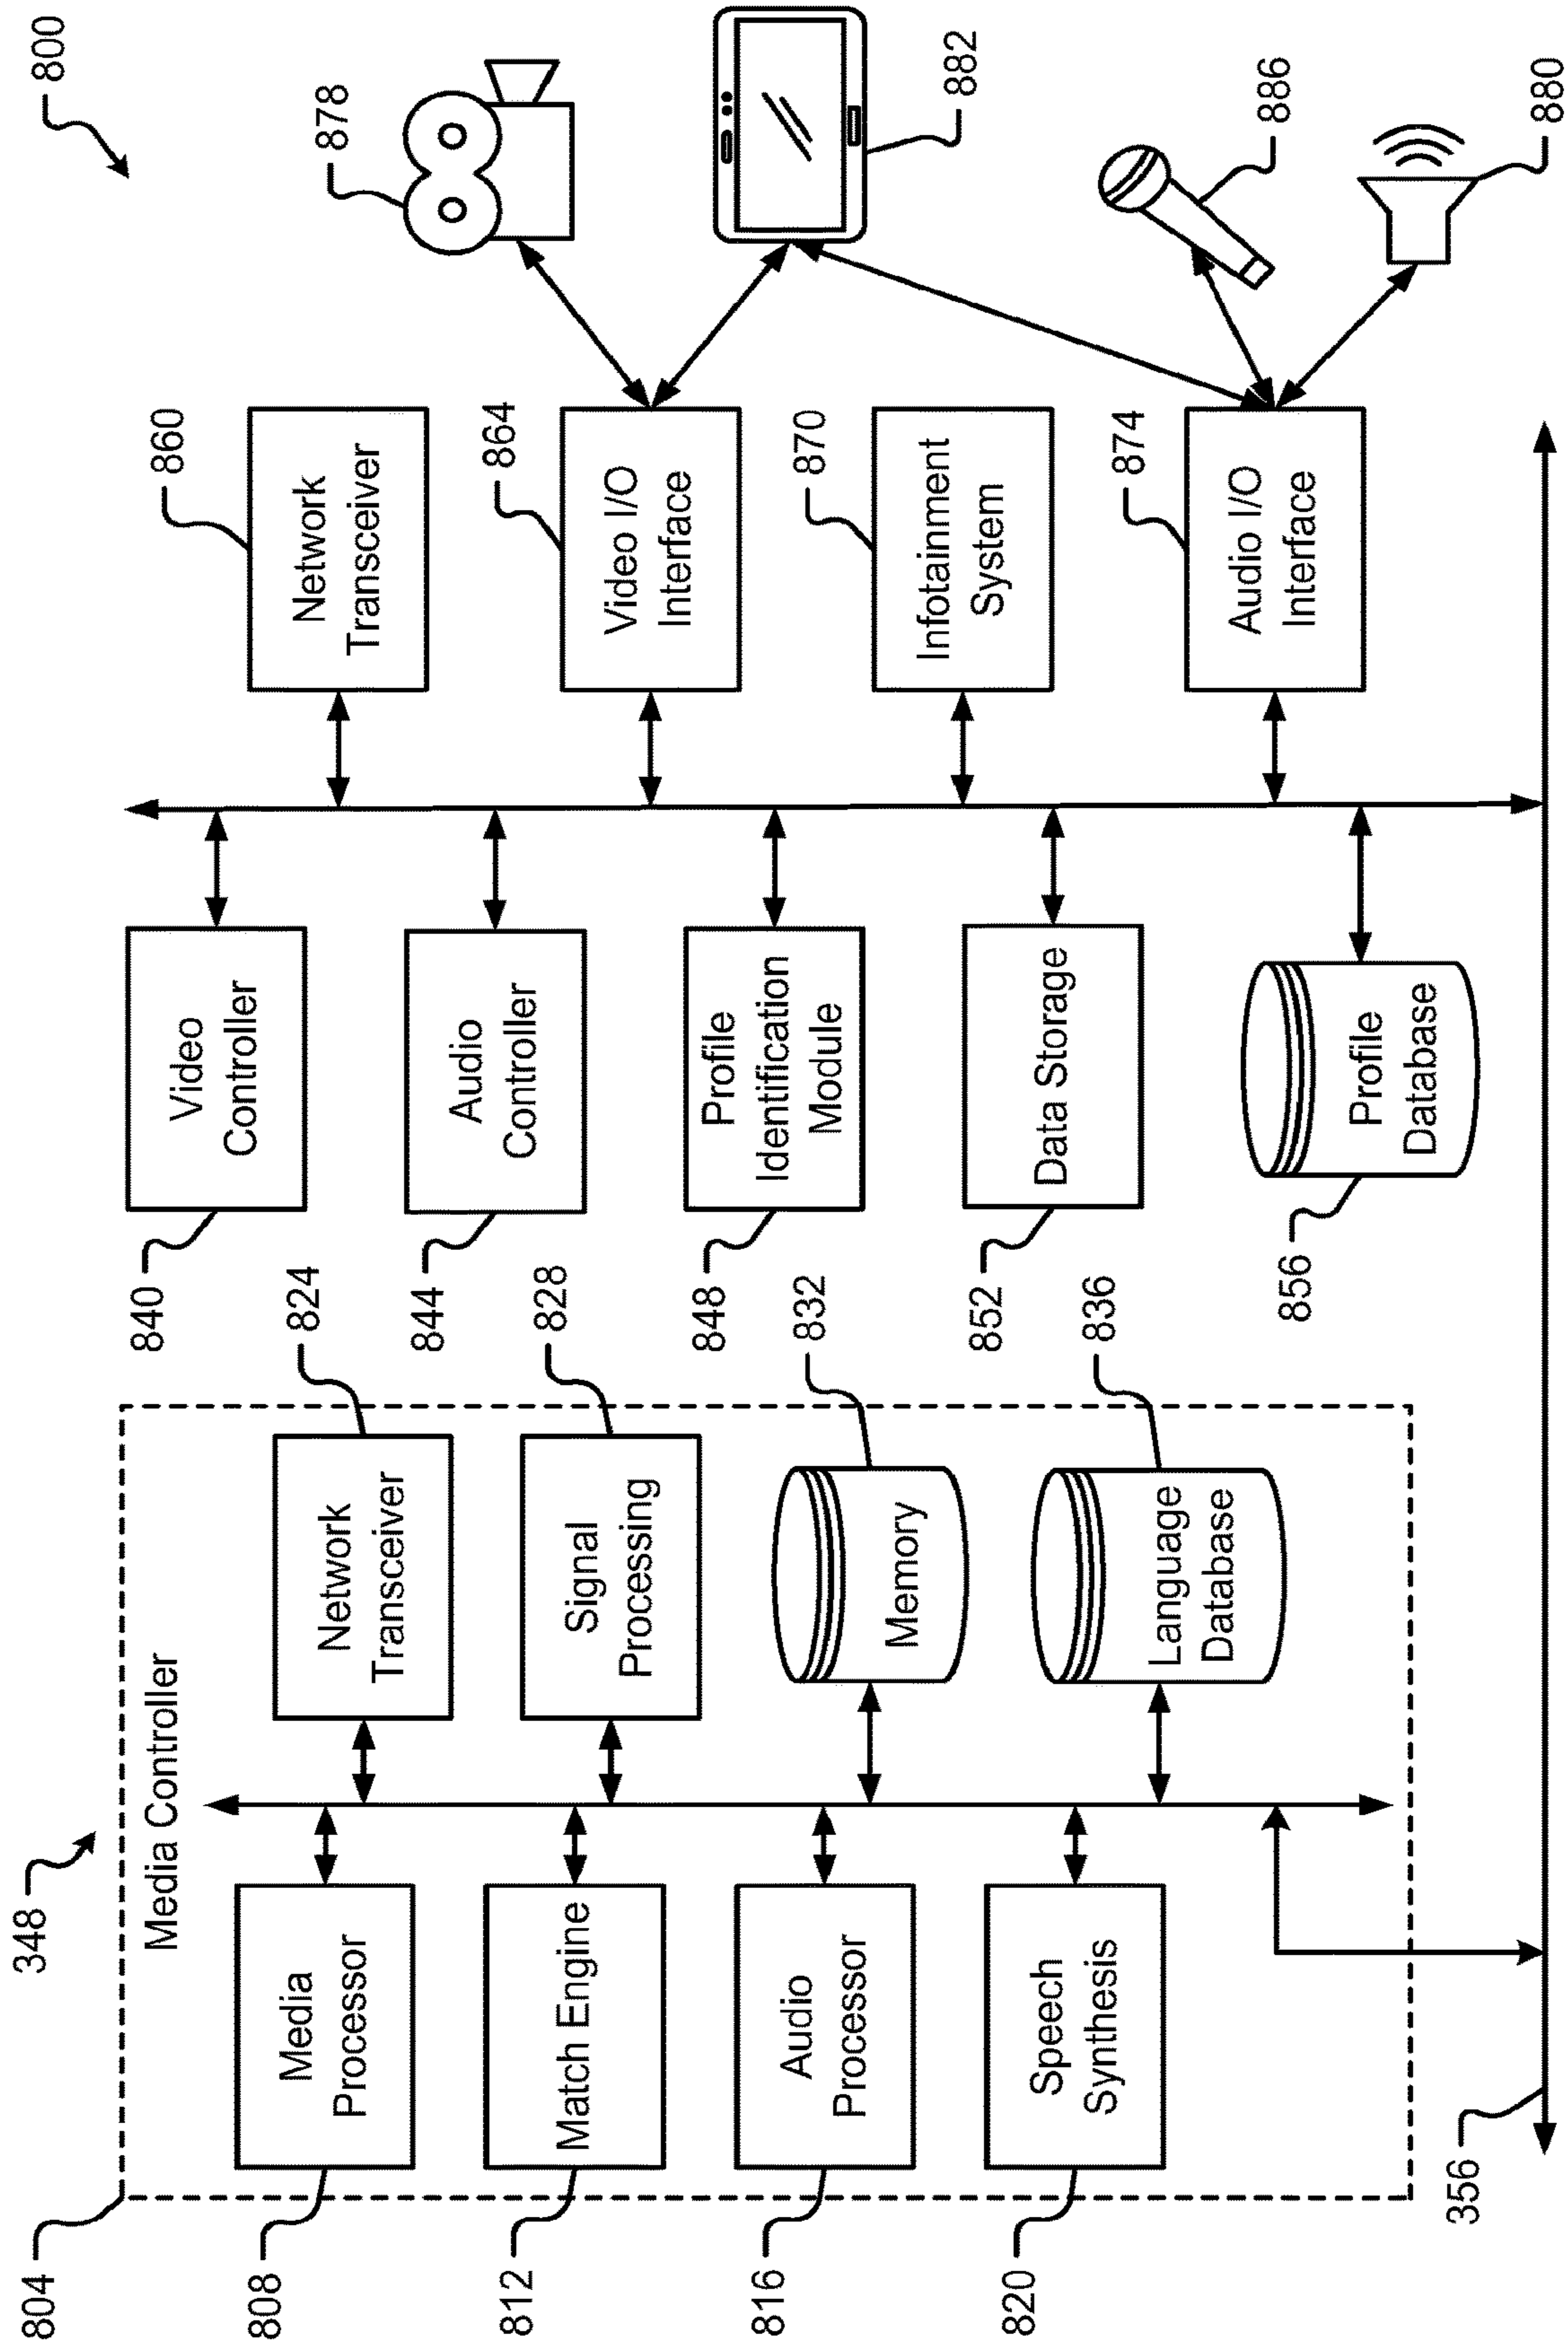 800
348
804
Media Controller
808
Media
Processor
812
Match Engine
816
Audio
Processor
820
Speech
Synthesis
824
Network
Transceiver
828
Signal
Processing
832
Memory
836
Language
Database
840
Video
Controller
844
Audio
Controller
848
Profile
Identification
Module
852
Data Storage
856
Profile
Database
860
Network
Transceiver
864
Video I/O
Interface
870
Infotainment
System
874
Audio I/O
Interface
878
882
886
880
356